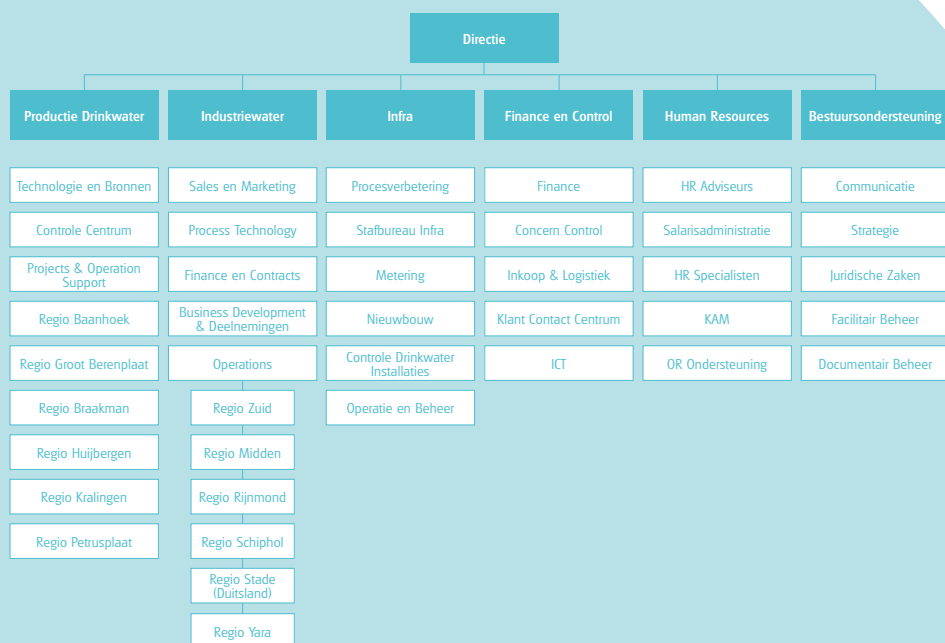 Directie
Productie Drinkwater
Industriewater
Infra
Finance en Control
Human Resources
Bestuursondersteuning
Technologie en Bronnen
Controle Centrum
Projects & Operation
Support
Regio Baanhoek
Regio Groot Berenplaat
Regio Braakman
Regio Huijbergen
Regio Kralingen
Regio Petrusplaat
Sales en Marketing
Process Technology
Finance en Contracts
Business Development
& Deelnemingen
Operations
Regio Zuid
Regio Midden
Regio Rijnmond
Regio Schiphol
Regio Stade
(Duitsland)
Regio Yara
Procesverbetering
Stafbureau Infra
Metering
Nieuwbouw
Controle Drinkwater
Installaties
Operatie en Beheer
Finance
Concern Control
Inkoop & Logistiek
Klant Contact Centrum
ICT
HR Adviseurs
Salarisadministratie
HR Specialisten
KAM
OR Ondersteuning
Communicatie
Strategie
Juridische Zaken
Facilitair Beheer
Documentair Beheer